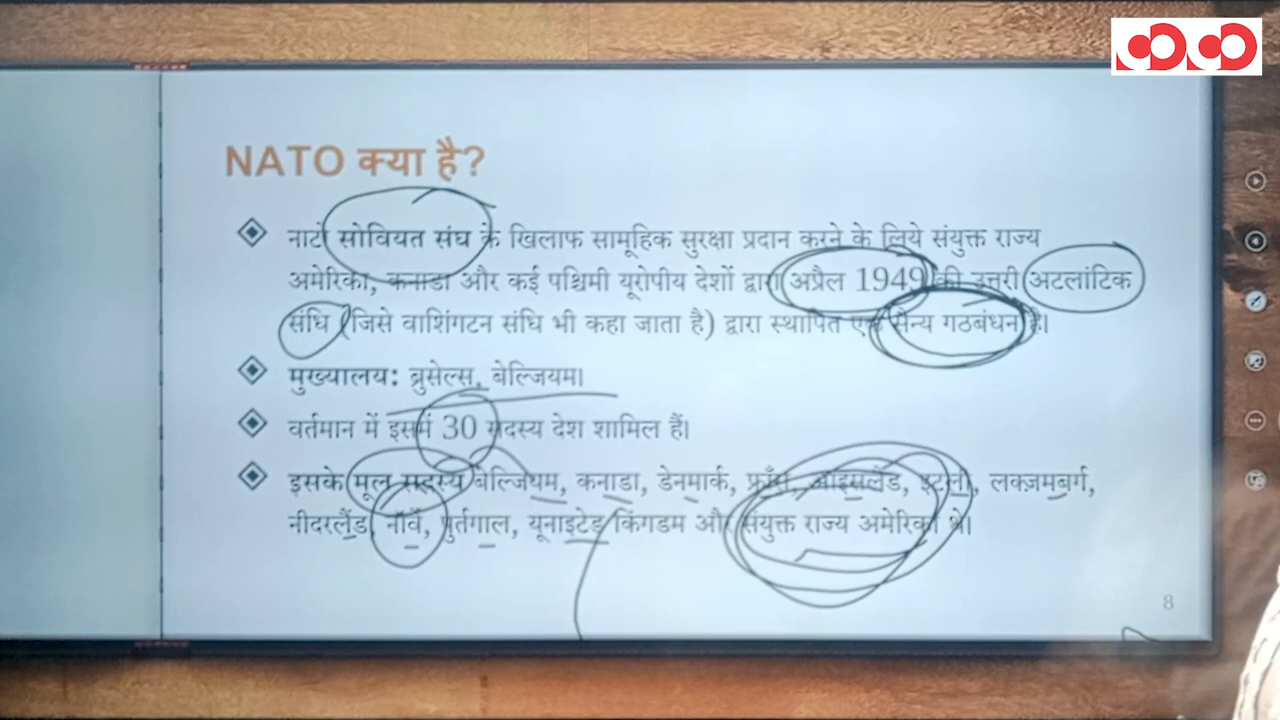 NATO क्या है?
नाटो सोवियत संघ के खिलाफ सामूहिक सुरक्षा प्रदान करने के लिये संयुक्त राज्य
अमेरिका, कनाडा और कई पश्चिमी यूरोपीय देशों द्वारा अप्रैल 1949 की उत्तरी अटलांटिक
संधि (जिसे वाशिंगटन संधि भी कहा जाता है) द्वारा स्थापित एक सैन्य गठबंधन है।
मुख्यालय: ब्रुसेल्स, बेल्जियम।
वर्तमान में इसमें 30 सदस्य देश शामिल हैं।
इसके मूल सदस्य बेल्जियम, कनाडा, डेनमार्क, फ्राँस, आइसलैंड, इटली, लक्ज़मबर्ग,
नीदरलैंड, नॉर्वे, पुर्तगाल, यूनाइटेड किंगडम और संयुक्त राज्य अमेरिका थे।
8